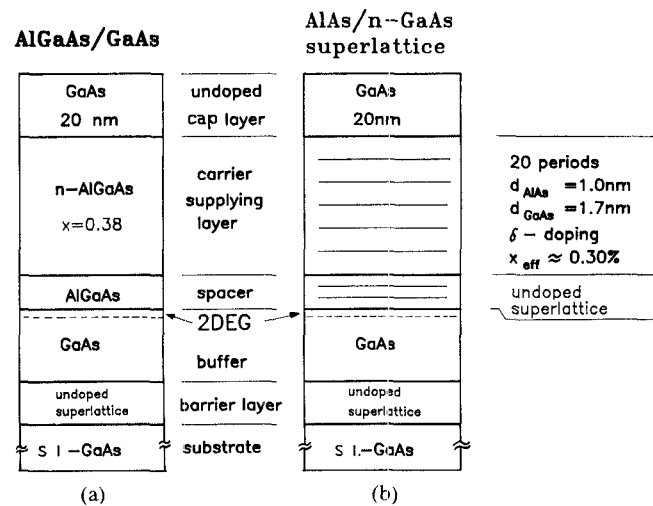 AlGaAs/GaAs
AlAs/n-GaAs
superlattice
GaAs
20 nm
undoped
cap layer
GaAs
20nm
n-AlGaAs
x=0.38
carrier
supplying
layer
20 periods
d AlAs =1.0nm
d GaAs =1.7nm
δ - doping
x eff ≈ 0.30%
AlGaAs
spacer
undoped
superlattice
2DEG
GaAs
buffer
GaAs
undoped
superlattice
barrier layer
undoped
superlattice
S I-GaAs
substrate
S I.-GaAs
(a)
(b)